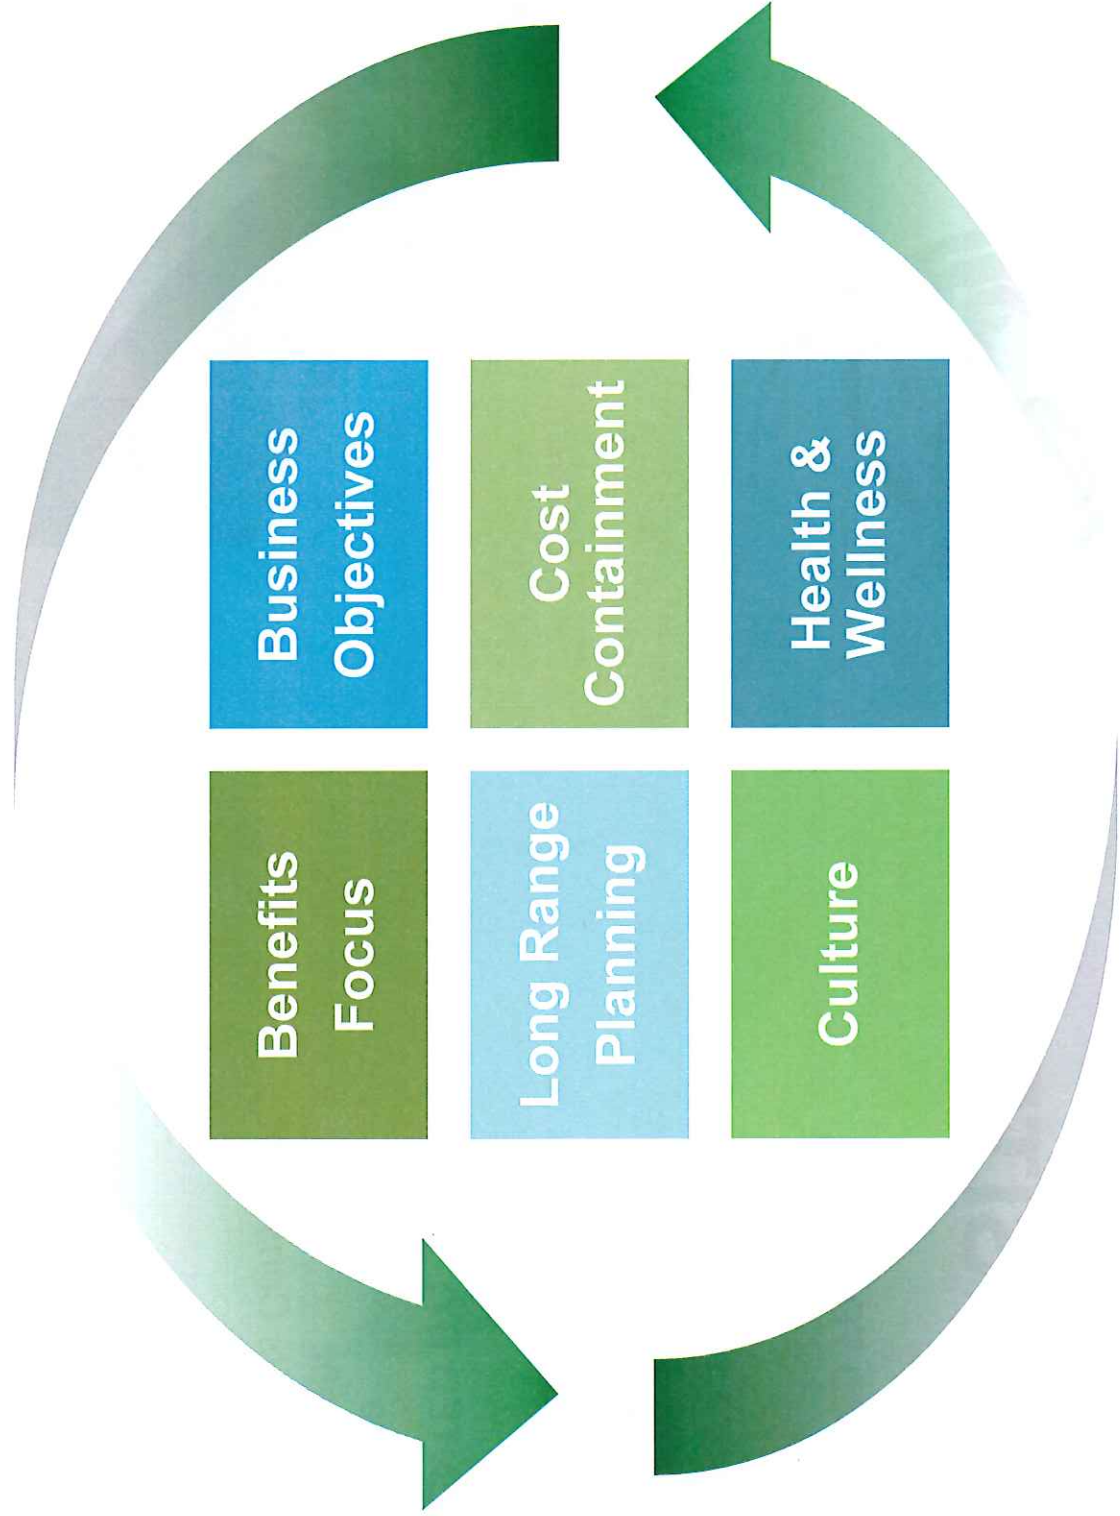 Benefits
Focus
Business
Objectives
Long Range
Planning
Cost
Containment
Culture
Health &
Wellness